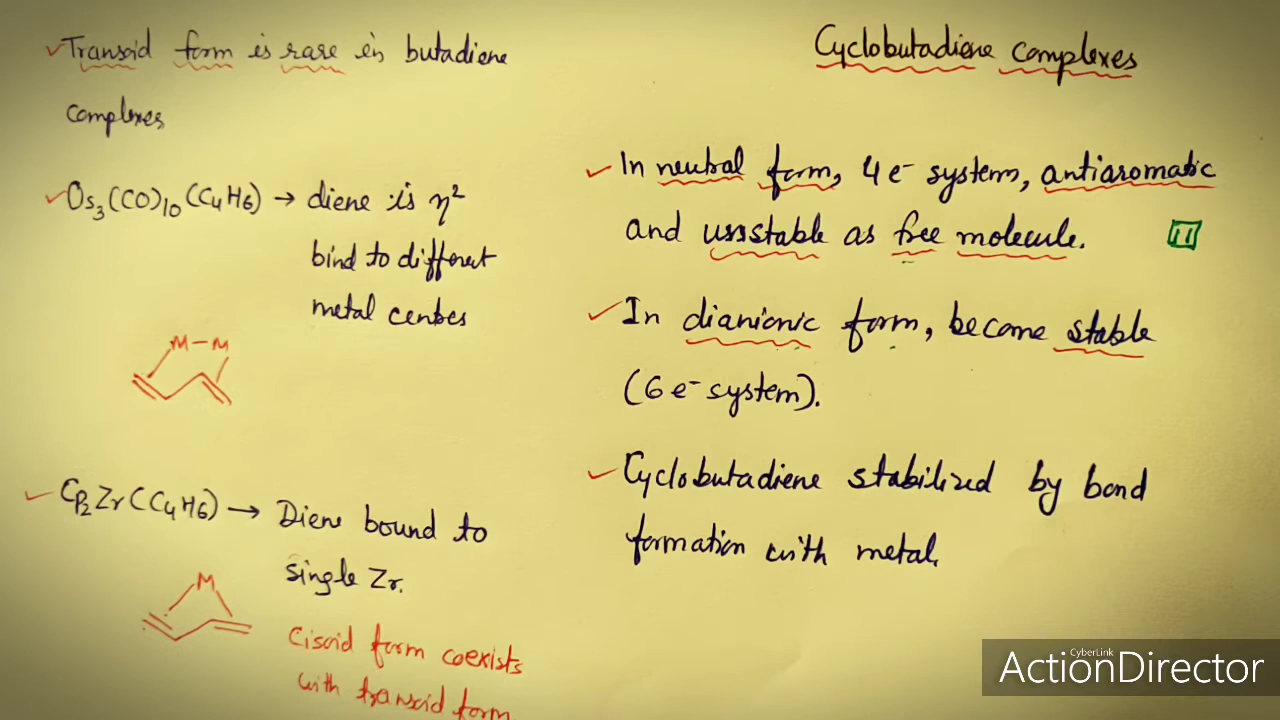 Transoid form is rare in butadiene
complexes
Os3(CO)10(C4H6) → diene is η²
bind to different
metal centres
M-M
Cp2Zr(C4H6) → Diene bound to
single Zr.
M
Cisoid form coexists
with transoid form
Cyclobutadiene complexes
In neutral form, 4e⁻ system, antiaromatic
and unstable as free molecule.
In dianionic form, become stable
(6e⁻ system).
Cyclobutadiene stabilized by bond
formation with metal.
CyberLink
ActionDirector